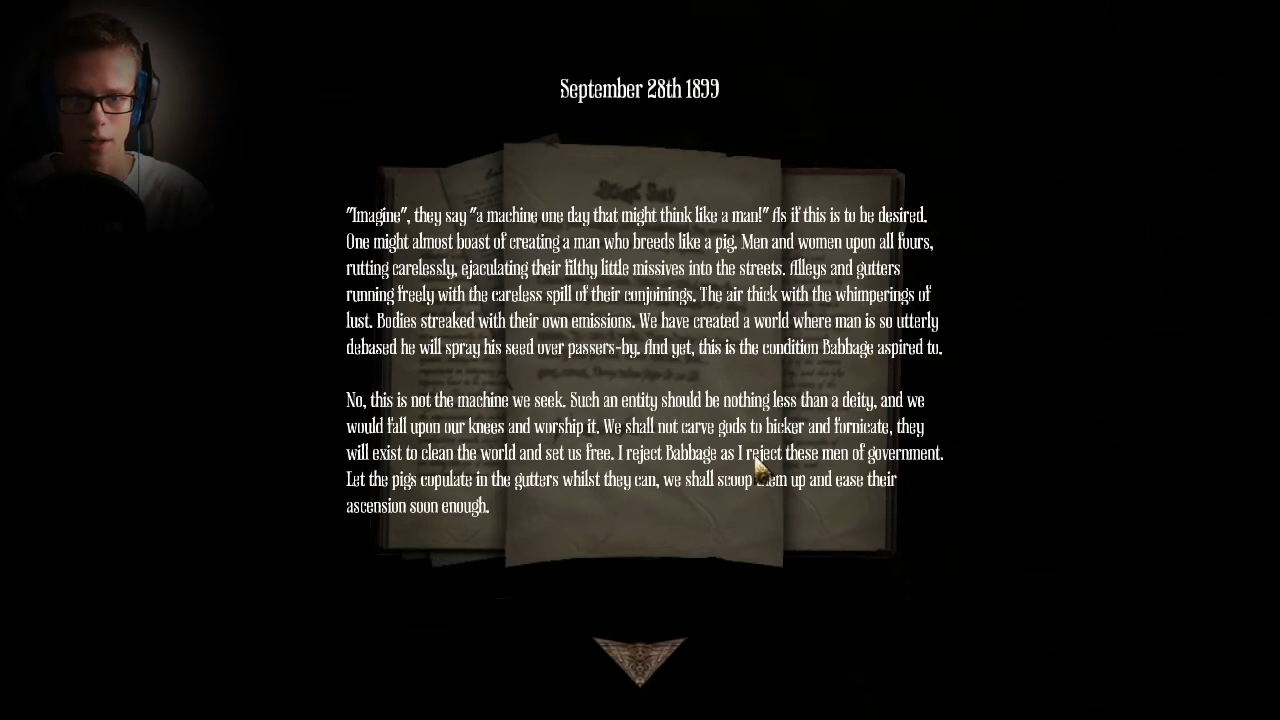 September 28th 1899
"Imagine", they say "a machine one day that might think like a man!" As if this is to be desired.
One might almost boast of creating a man who breeds like a pig. Men and women upon all fours,
rutting carelessly, ejaculating their filthy little missives into the streets. Alleys and gutters
running freely with the careless spill of their conjoinings. The air thick with the whimperings of
lust. Bodies streaked with their own emissions. We have created a world where man is so utterly
debased he will spray his seed over passers-by. And yet, this is the condition Babbage aspired to.
No, this is not the machine we seek. Such an entity should be nothing less than a deity, and we
would fall upon our knees and worship it. We shall not carve gods to bicker and fornicate, they
will exist to clean the world and set us free. I reject Babbage as I reject these men of government.
Let the pigs copulate in the gutters whilst they can, we shall scoop them up and ease their
ascension soon enough.